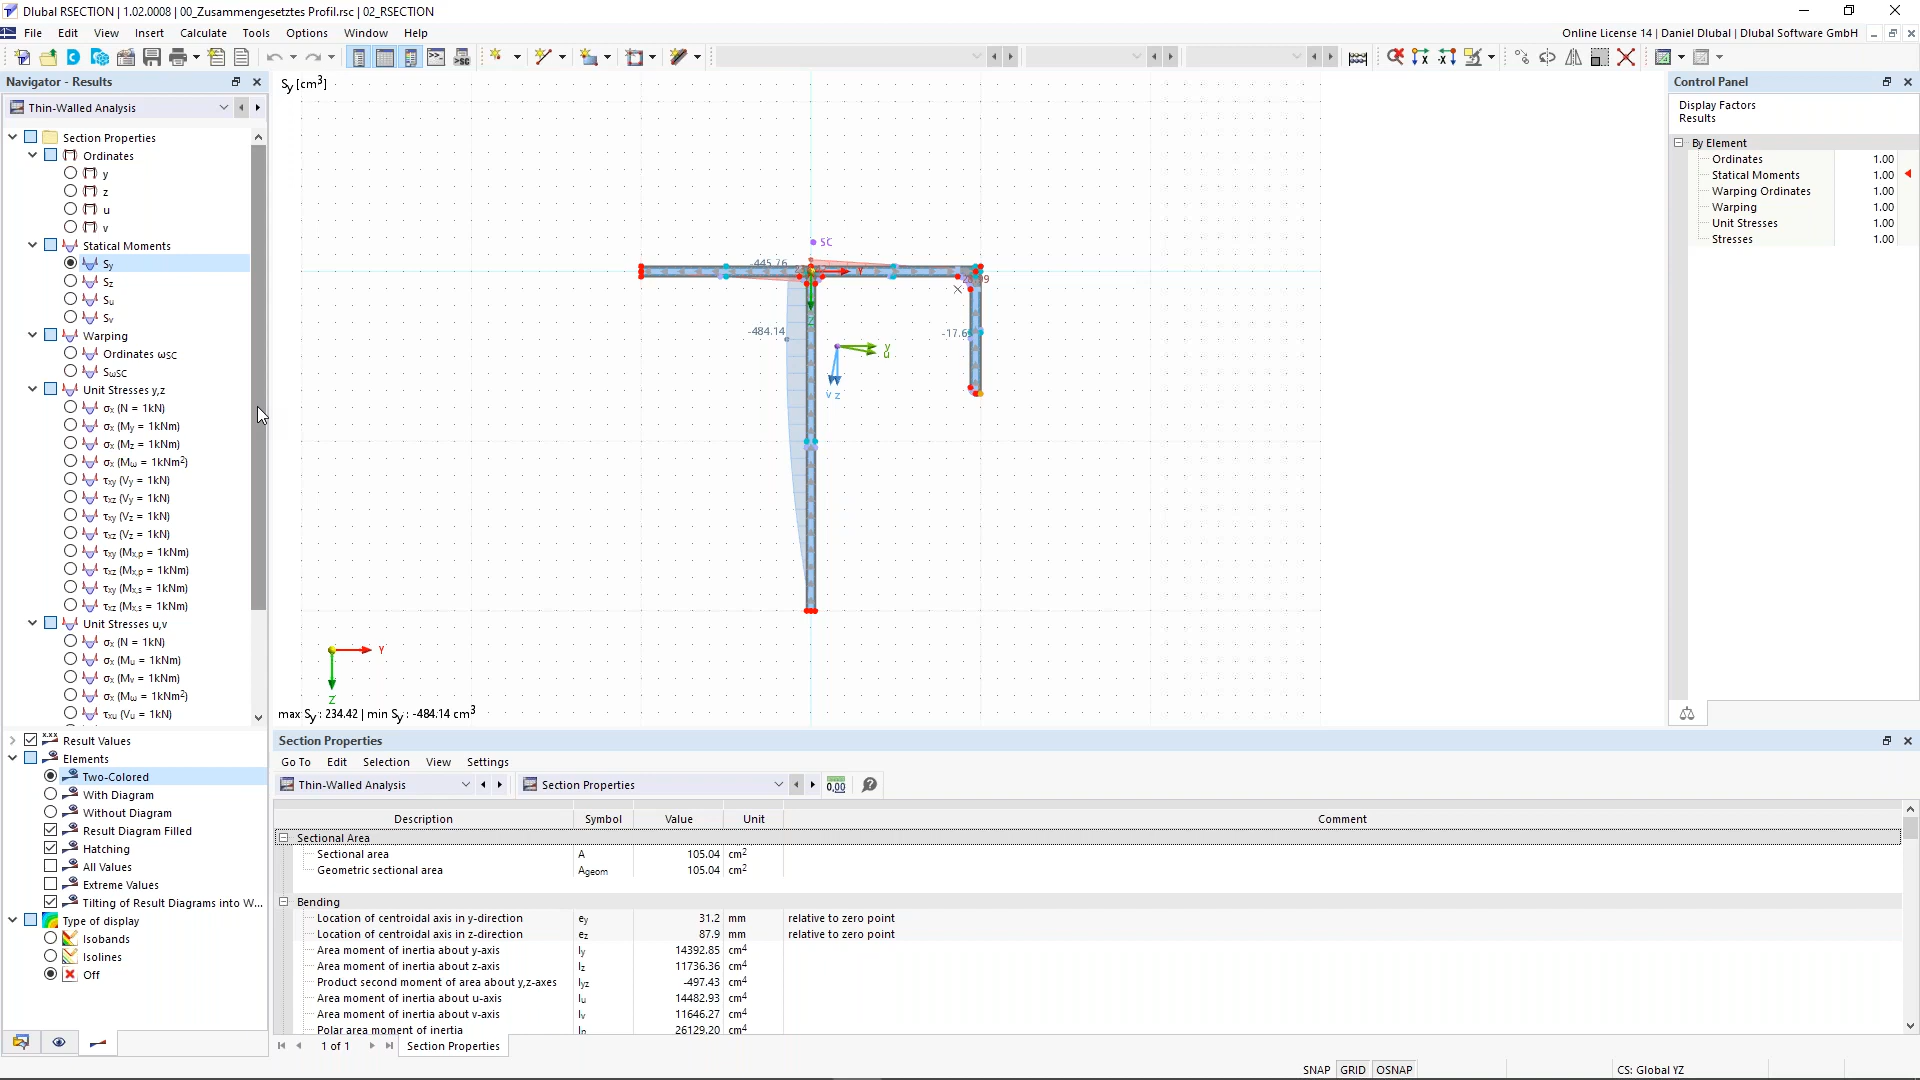 Dlubal RSECTION | 1.02.0008 | 00_Zusammengesetztes Profil.rsc | 02_RSECTION
File Edit View Insert Calculate Tools Options Window Help
Online License 14 | Daniel Dlubal | Dlubal Software GmbH
Navigator - Results
Thin-Walled Analysis
Section Properties
Ordinates
y
z
u
v
Statical Moments
Sy
Sz
Su
Sv
Warping
Ordinates ωSC
SωSC
Unit Stresses y,z
σx (N = 1kN)
σx (My = 1kNm)
σx (Mz = 1kNm)
σx (Mω = 1kNm2)
τxy (Vy = 1kN)
τxz (Vy = 1kN)
τxy (Vz = 1kN)
τxz (Vz = 1kN)
τxy (Mx,p = 1kNm)
τxz (Mx,p = 1kNm)
τxy (Mx,s = 1kNm)
τxz (Mx,s = 1kNm)
Unit Stresses u,v
σx (N = 1kN)
σx (Mu = 1kNm)
σx (Mv = 1kNm)
σx (Mω = 1kNm2)
τxu (Vu = 1kN)
Result Values
Elements
Two-Colored
With Diagram
Without Diagram
Result Diagram Filled
Hatching
All Values
Extreme Values
Tilting of Result Diagrams into W...
Type of display
Isobands
Isolines
Off
Sy [cm3]
SC
-445.76
Y
-484.14
-17.6
Z
y
u
v z
Y
Z
max Sy : 234.42 | min Sy : -484.14 cm3
Control Panel
Display Factors
Results
By Element
Ordinates 1.00
Statical Moments 1.00
Warping Ordinates 1.00
Warping 1.00
Unit Stresses 1.00
Stresses 1.00
Section Properties
Go To Edit Selection View Settings
Thin-Walled Analysis Section Properties 0,00
Description Symbol Value Unit Comment
Sectional Area
Sectional area A 105.04 cm2
Geometric sectional area Ageom 105.04 cm2
Bending
Location of centroidal axis in y-direction ey 31.2 mm relative to zero point
Location of centroidal axis in z-direction ez 87.9 mm relative to zero point
Area moment of inertia about y-axis Iy 14392.85 cm4
Area moment of inertia about z-axis Iz 11736.36 cm4
Product second moment of area about y,z-axes Iyz -497.43 cm4
Area moment of inertia about u-axis Iu 14482.93 cm4
Area moment of inertia about v-axis Iv 11646.27 cm4
Polar area moment of inertia Ip 26129.20 cm4
1 of 1 Section Properties
SNAP GRID OSNAP CS: Global YZ